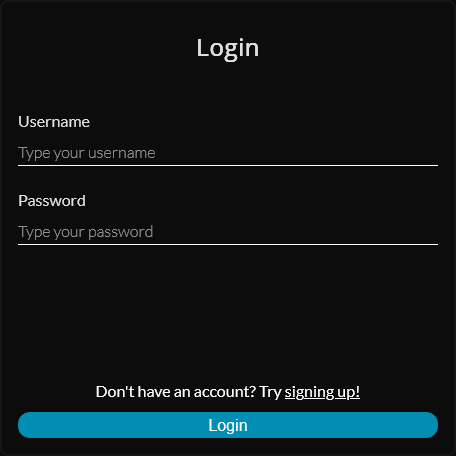 Login
Username
Type your username
Password
Type your password
Don't have an account? Try signing up!
Login